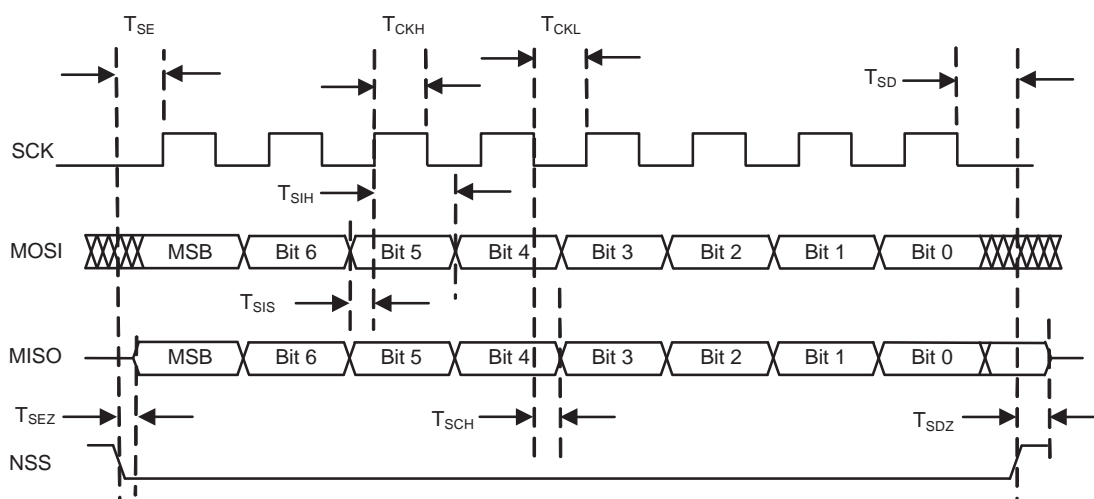 TSE TCKH TCKL
TSD
SCK
TSIH
MOSI MSB Bit 6 Bit 5 Bit 4 Bit 3 Bit 2 Bit 1 Bit 0
TSIS
MISO MSB Bit 6 Bit 5 Bit 4 Bit 3 Bit 2 Bit 1 Bit 0
TSEZ TSCH TSDZ
NSS